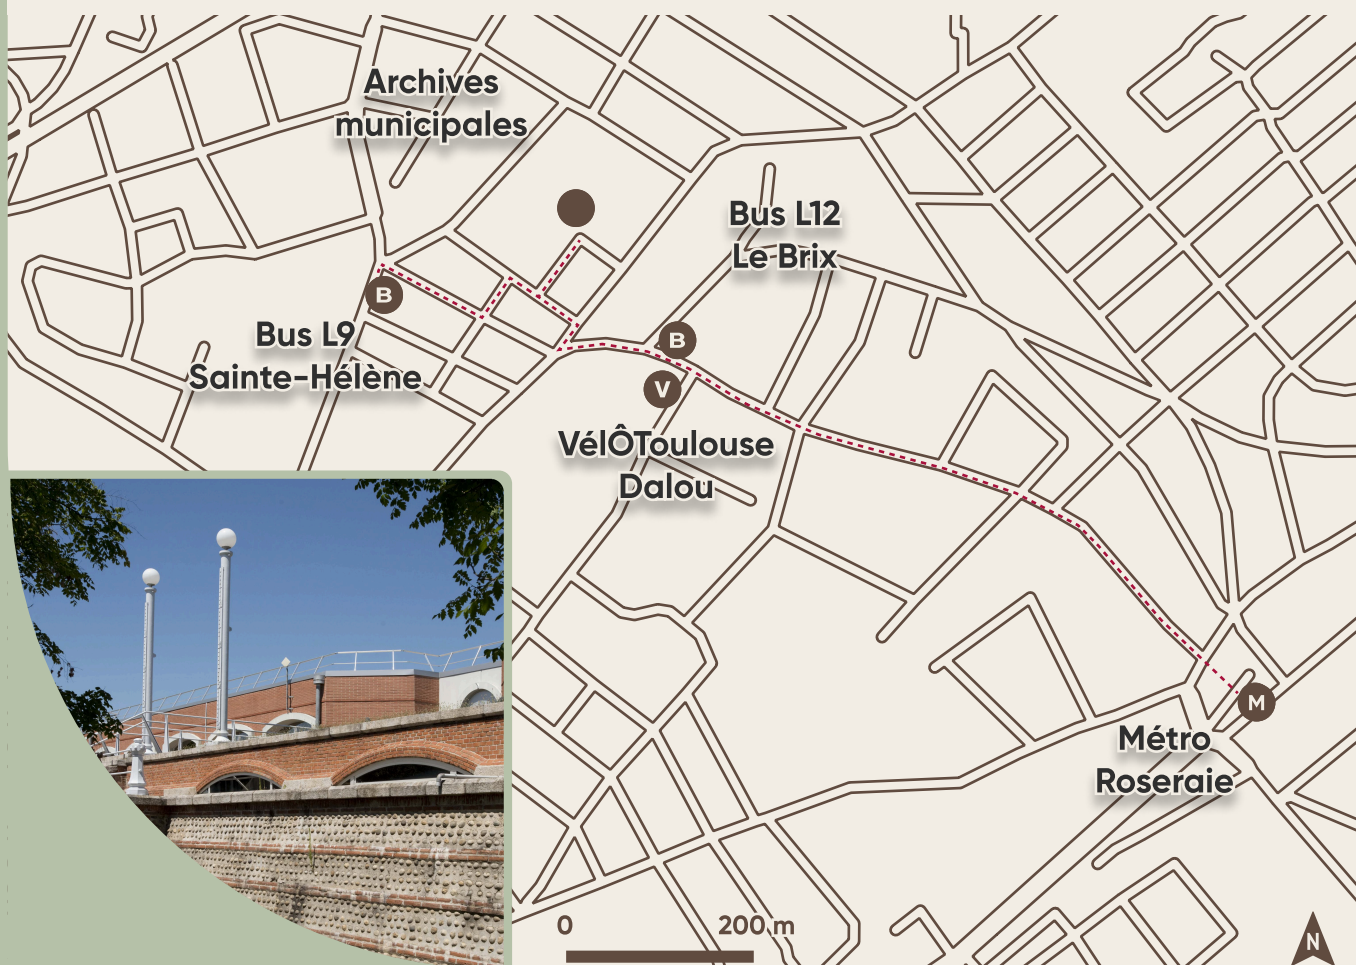 Archives
municipales
Bus L12
Le Brix
B
Bus L9
Sainte-Hélène
B
V
VélÔToulouse
Dalou
M
Métro
Roseraie
0
200 m
N